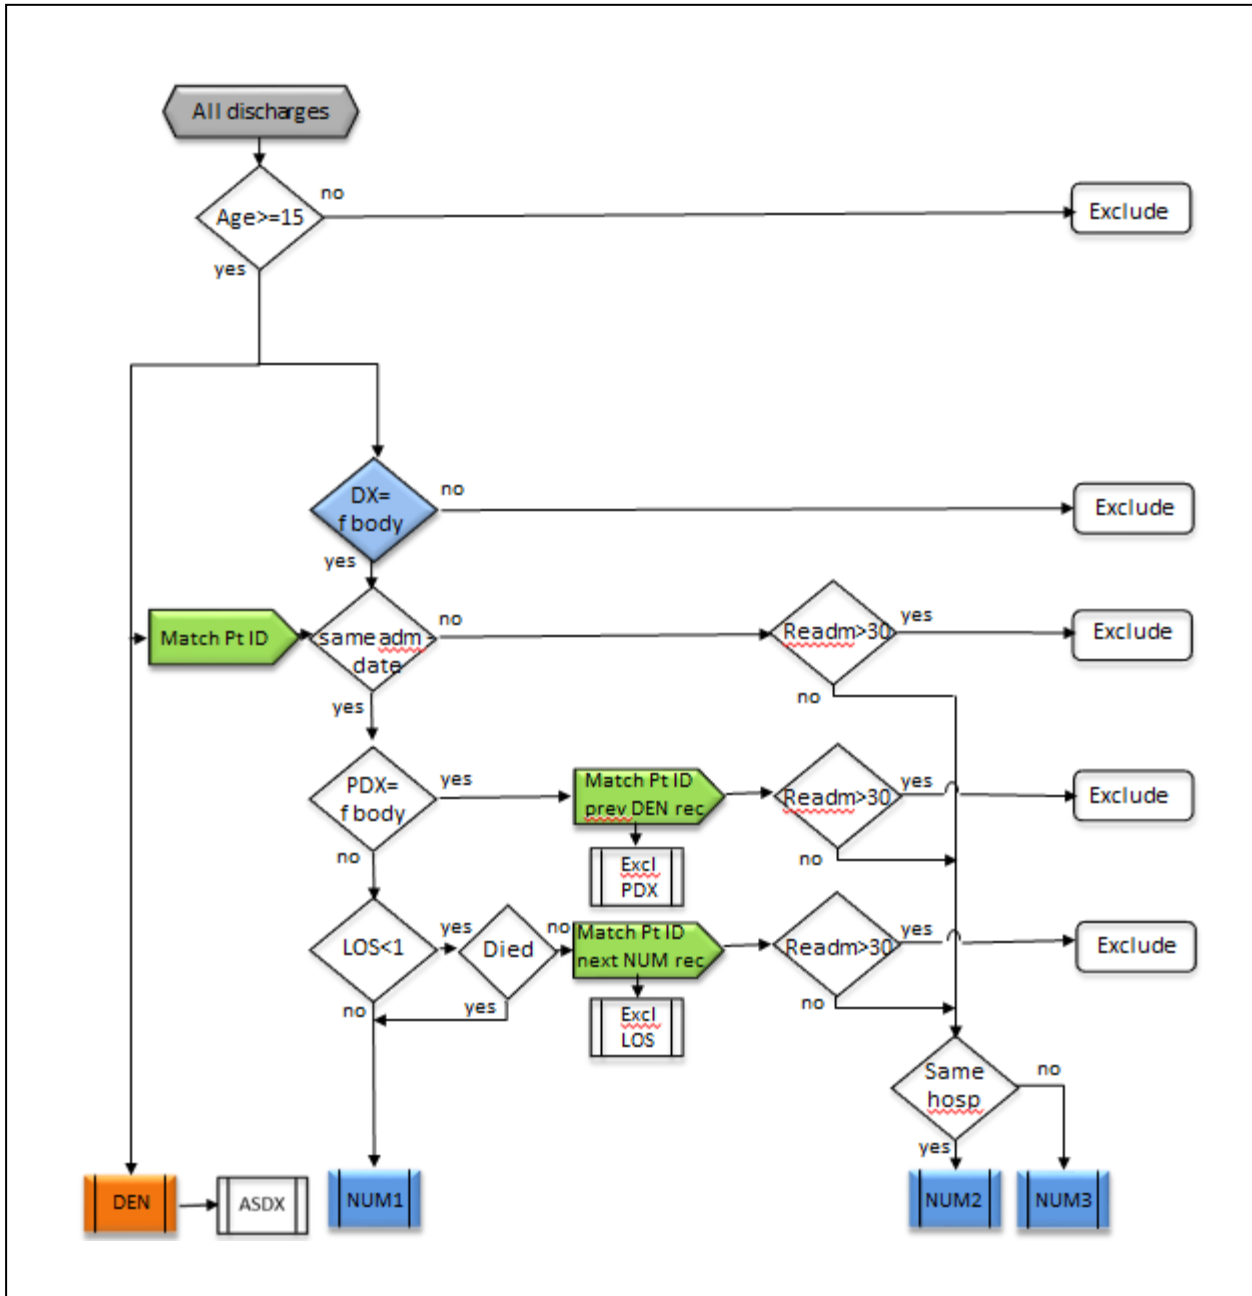 All discharges
no
Age>=15
Exclude
yes
DX=
f body
no
Exclude
yes
Match Pt ID
same adm -
date
no
Readm>30
yes
Exclude
yes
no
PDX=
f body
yes
Match Pt ID
prev DEN rec
Readm>30
yes
Exclude
no
Excl
PDX
no
LOS<1
yes
Died
no
Match Pt ID
next NUM rec
Readm>30
yes
Exclude
no
yes
Excl
LOS
no
Same
hosp
no
yes
DEN
ASDX
NUM1
NUM2
NUM3